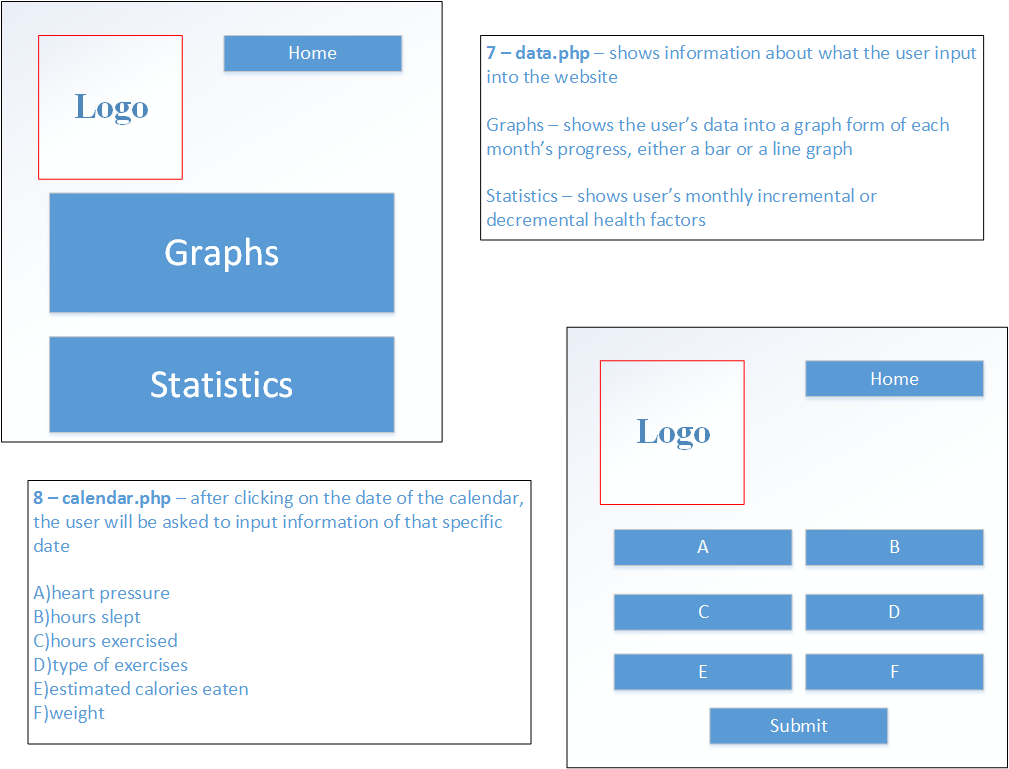 Logo
Home
Graphs
Statistics
7 – data.php – shows information about what the user input
into the website
Graphs – shows the user's data into a graph form of each
month's progress, either a bar or a line graph
Statistics – shows user's monthly incremental or
decremental health factors
8 – calendar.php – after clicking on the date of the calendar,
the user will be asked to input information of that specific
date
A)heart pressure
B)hours slept
C)hours exercised
D)type of exercises
E)estimated calories eaten
F)weight
Logo
Home
A
B
C
D
E
F
Submit